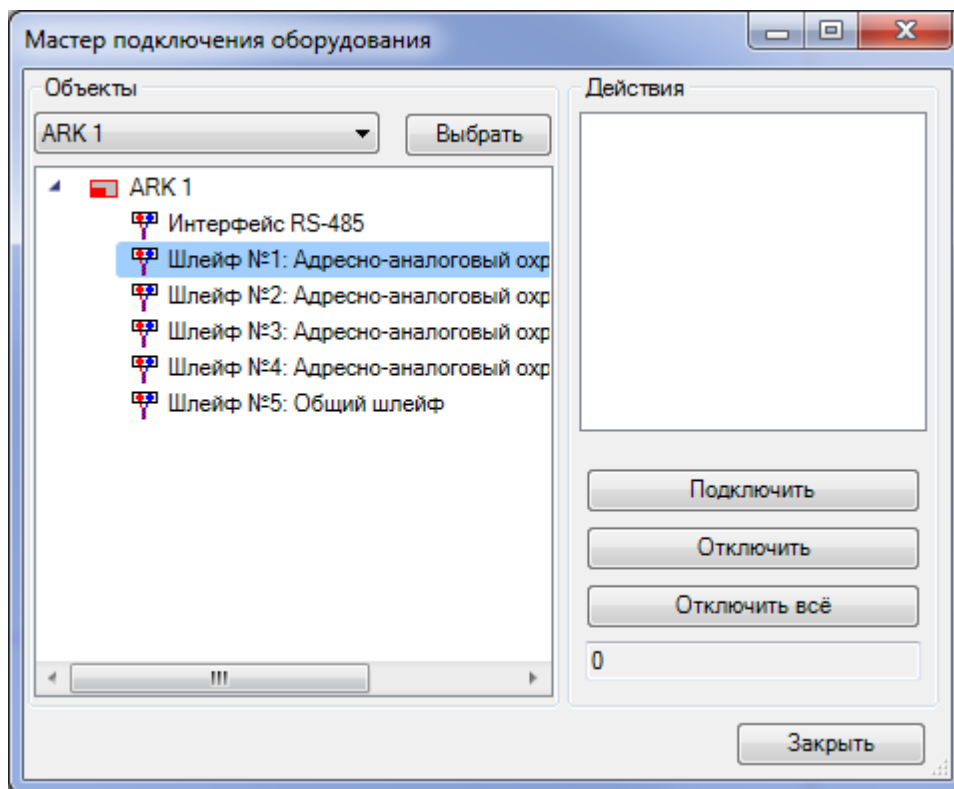 Мастер подключения оборудования
Объекты
ARK 1
Выбрать
ARK 1
Интерфейс RS-485
Шлейф №1: Адресно-аналоговый охр
Шлейф №2: Адресно-аналоговый охр
Шлейф №3: Адресно-аналоговый охр
Шлейф №4: Адресно-аналоговый охр
Шлейф №5: Общий шлейф
Действия
Подключить
Отключить
Отключить всё
0
Закрыть